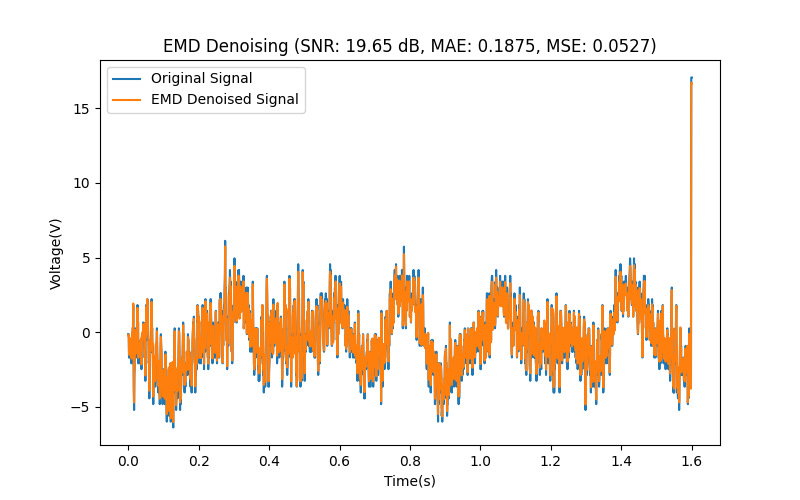 EMD Denoising (SNR: 19.65 dB, MAE: 0.1875, MSE: 0.0527)
Original Signal
EMD Denoised Signal
15
10
5
0
−5
Voltage(V)
0.0 0.2 0.4 0.6 0.8 1.0 1.2 1.4 1.6
Time(s)